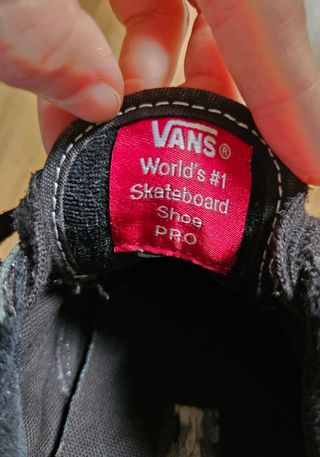 VANS®
World's #1
Skateboard
Shoe
PRO